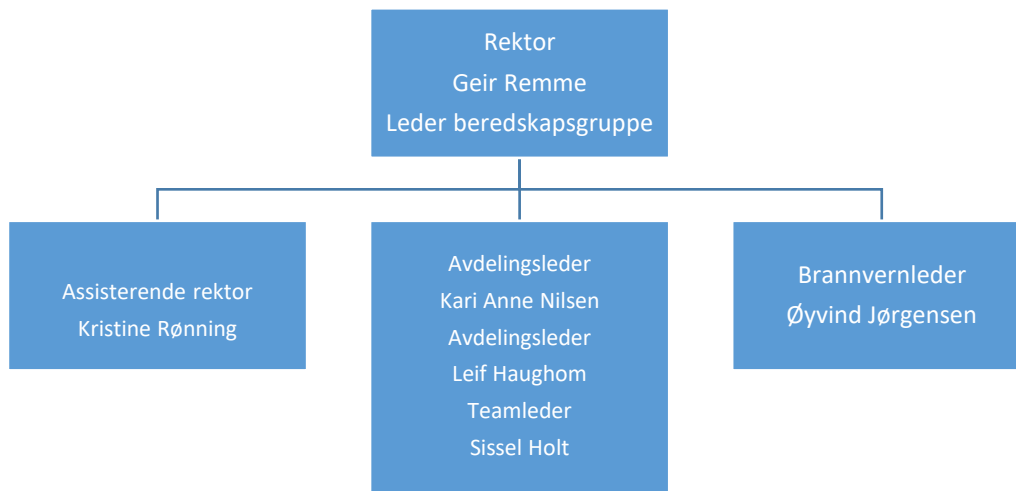 Rektor
Geir Remme
Leder beredskapsgruppe
Assisterende rektor
Kristine Rønning
Avdelingsleder
Kari Anne Nilsen
Avdelingsleder
Leif Haughom
Teamleder
Sissel Holt
Brannvernleder
Øyvind Jørgensen